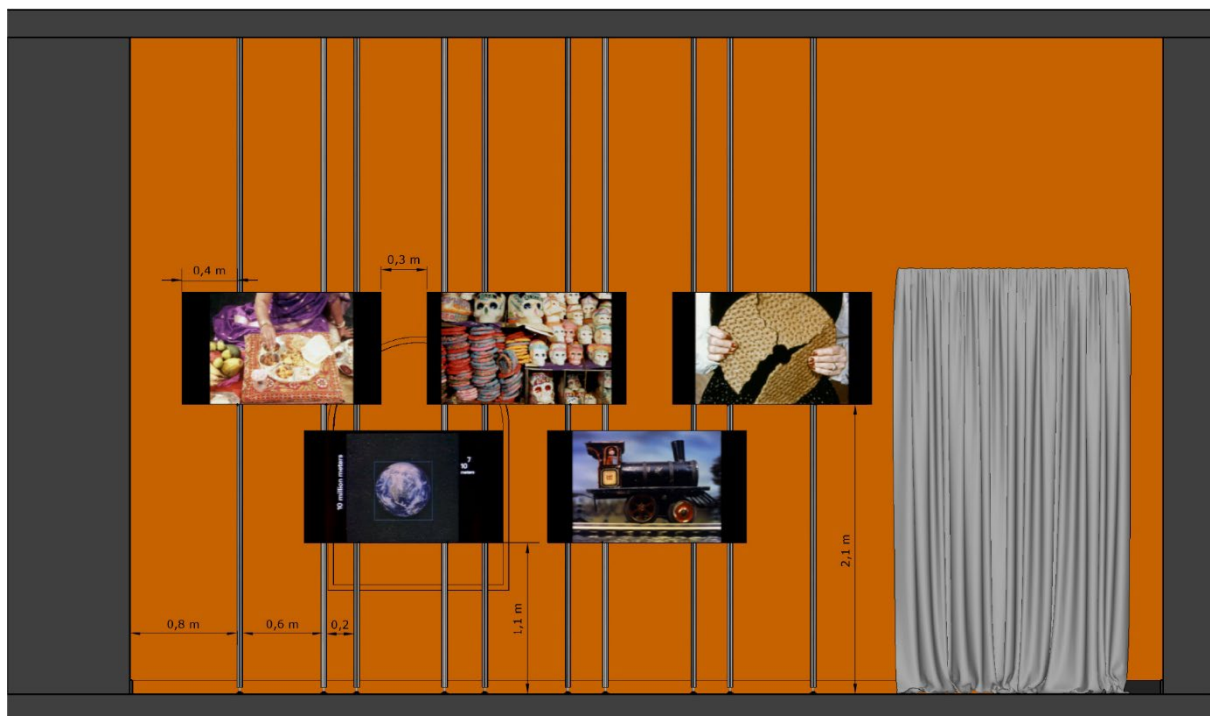 0,3 m
0,4 m
10 million meters
7
10
meters
2,1 m
1,1 m
0,8 m
0,6 m
0,2